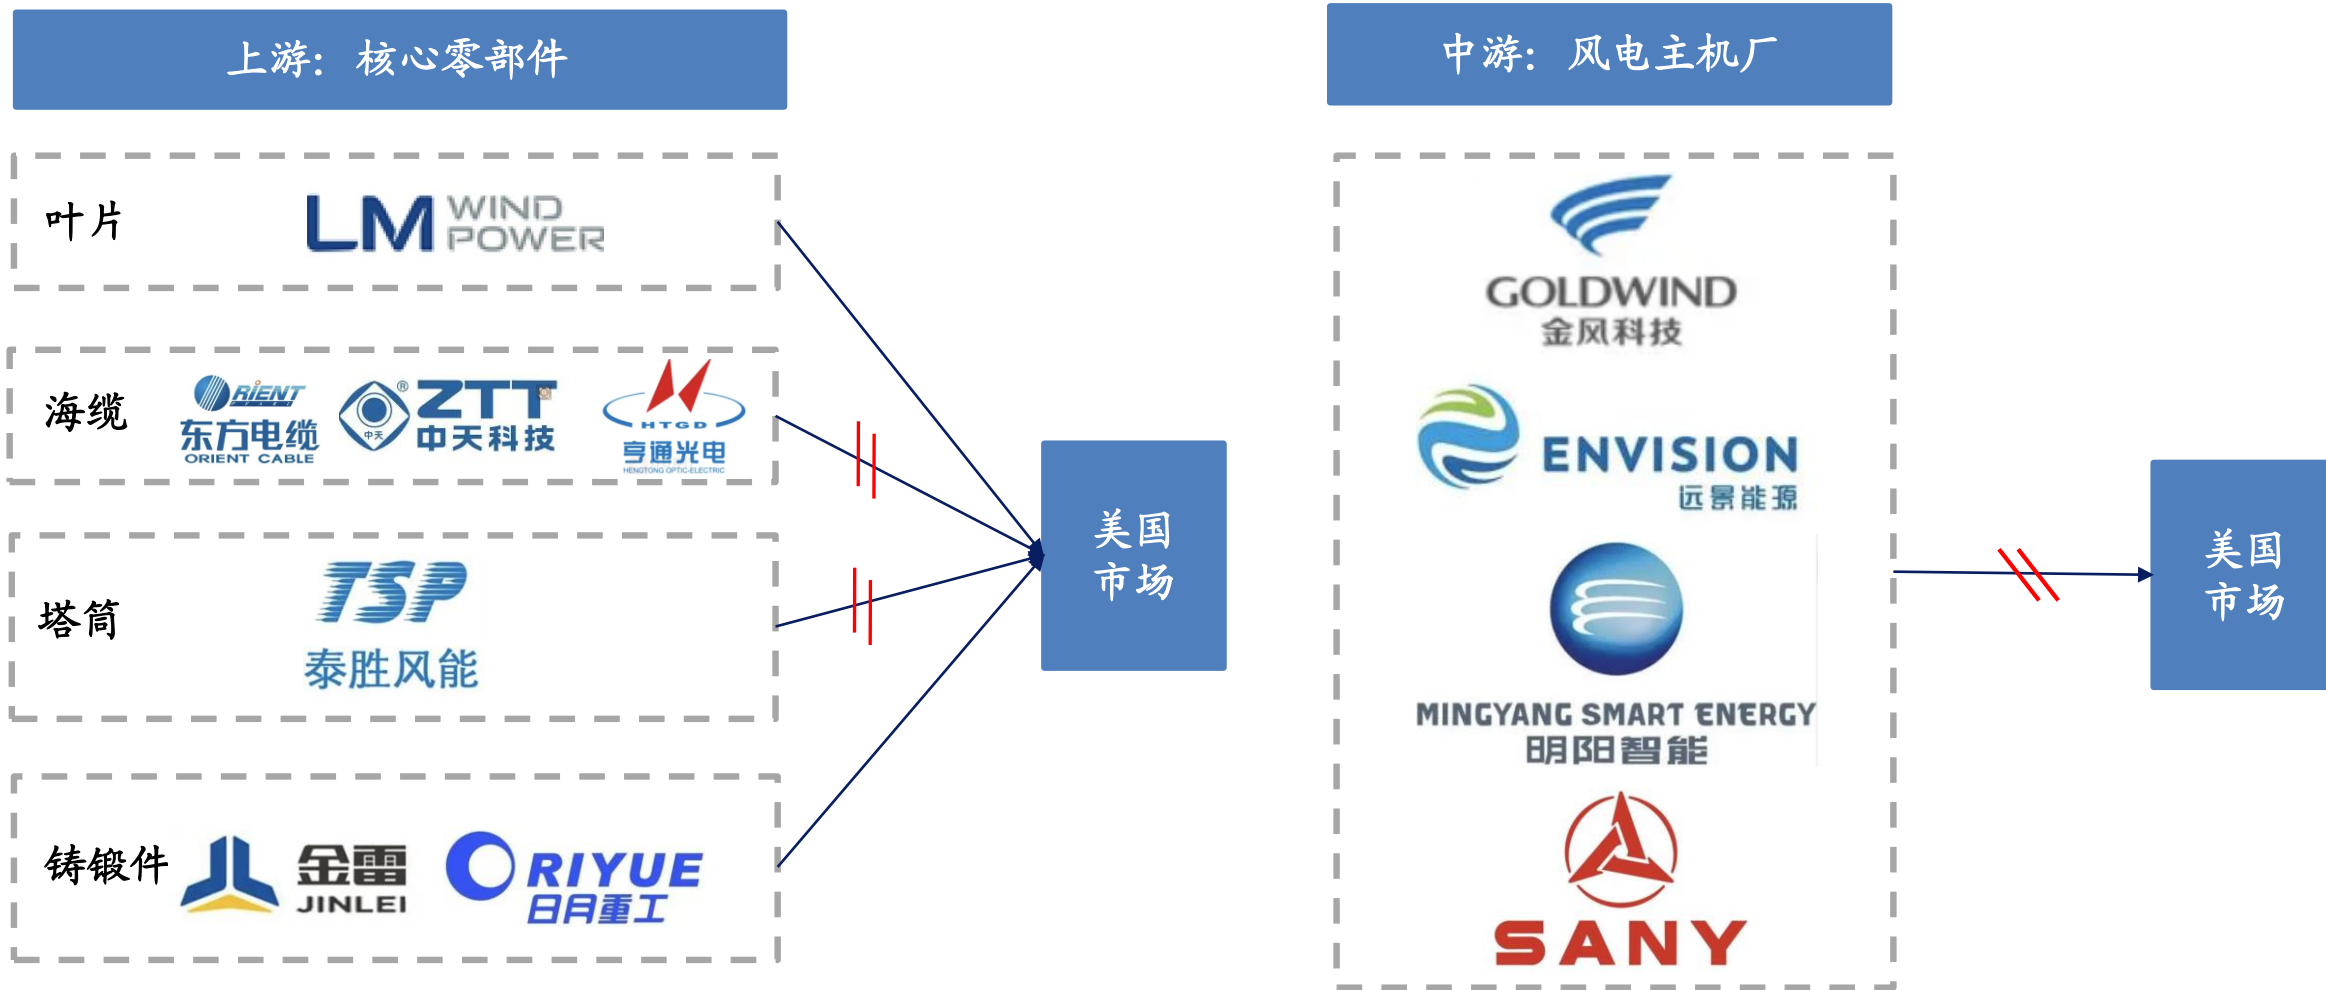 上游：核心零部件
叶片
LM WIND POWER
海缆
ORIENT
东方电缆
ORIENT CABLE
中天
®
ZTT
中天科技
HTGD
亨通光电
HENGTONG OPTIC-ELECTRIC
塔筒
TSP
泰胜风能
铸锻件
金雷
JINLEI
RIYUE
日月重工
美国
市场
中游：风电主机厂
GOLDWIND
金风科技
ENVISION
远景能源
MINGYANG SMART ENERGY
明阳智能
SANY
美国
市场